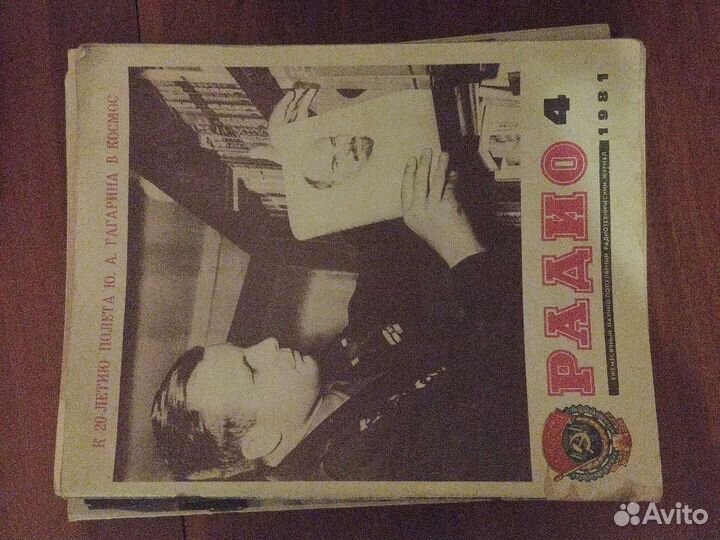 РАДИО
4
1981
ЕЖЕМЕСЯЧНЫЙ НАУЧНО-ПОПУЛЯРНЫЙ РАДИОТЕХНИЧЕСКИЙ ЖУРНАЛ
К 20-ЛЕТИЮ ПОЛЕТА Ю. А. ГАГАРИНА В КОСМОС
Avito